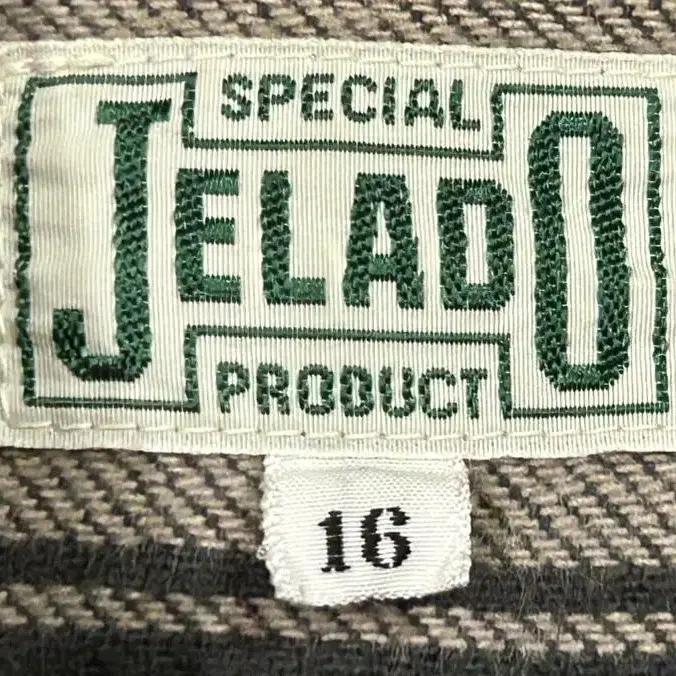 SPECIAL
JELADO
PRODUCT
16